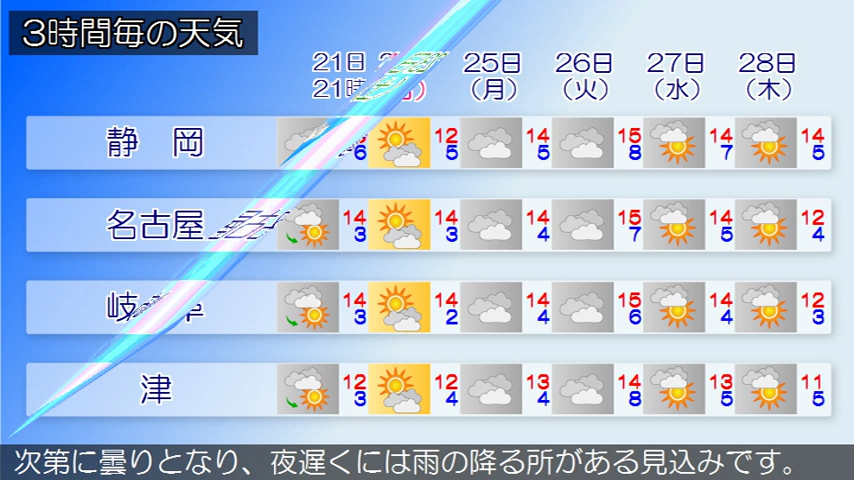 3時間毎の天気
21日 25日 26日 27日 28日
21時 (月) (火) (水) (木)
静岡 6 12 5 14 5 15 8 14 7 14 5
名古屋 14 3 14 3 14 4 15 7 14 5 12 4
岐阜 14 3 14 2 14 4 15 6 14 4 12 3
津 12 3 12 4 13 4 14 8 13 5 11 5
次第に曇りとなり、夜遅くには雨の降る所がある見込みです。